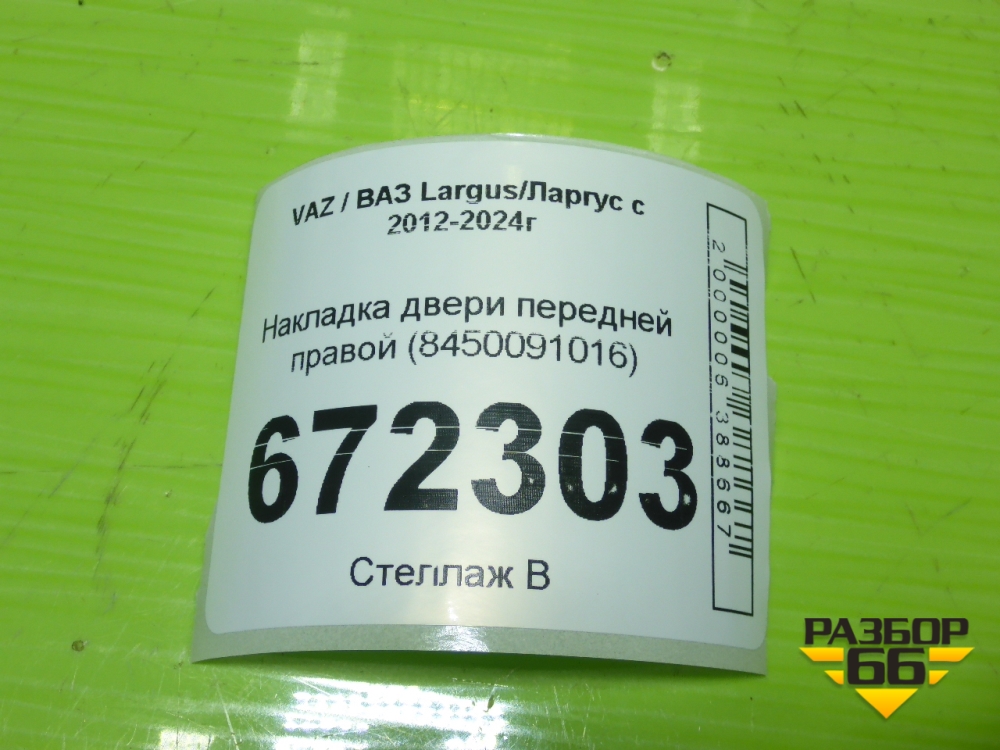 VAZ / ВАЗ Largus/Ларгус с
2012-2024г
Накладка двери передней
правой (8450091016)
672303
Стеллаж В
2000006388667
РАЗБОР
66